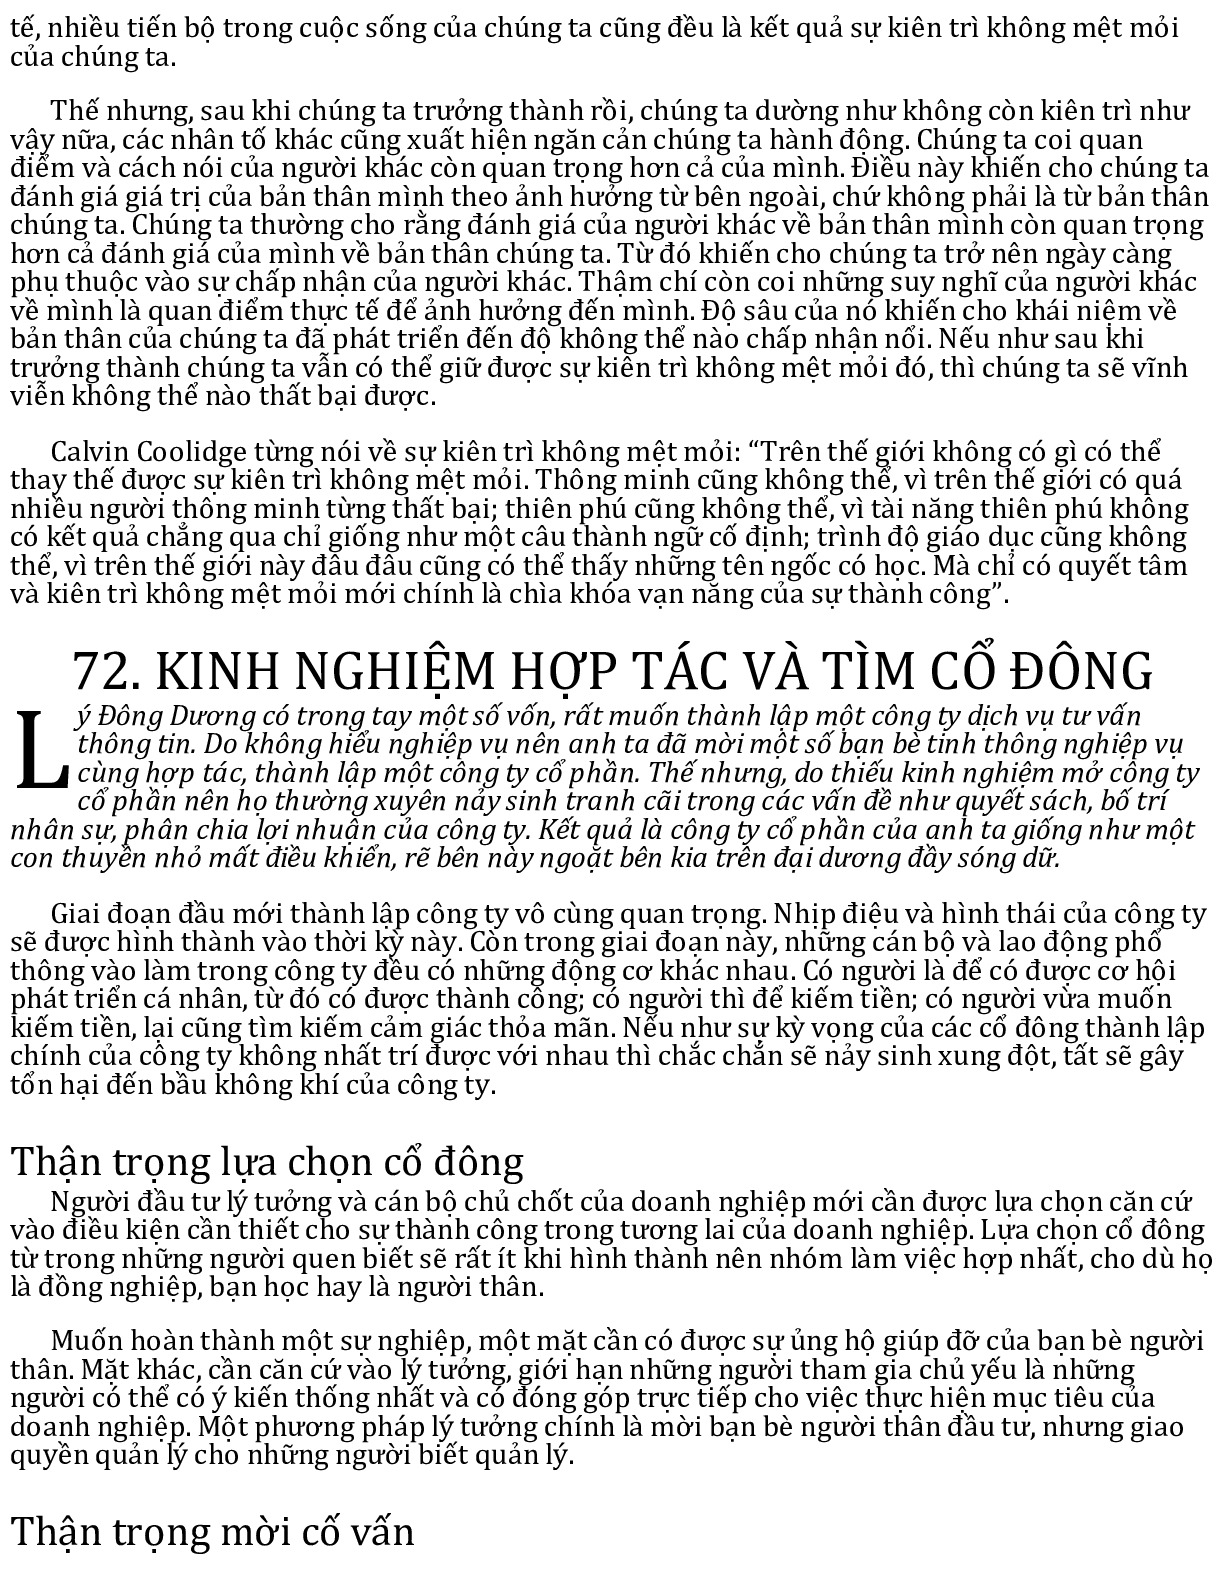 tế, nhiều tiến bộ trong cuộc sống của chúng ta cũng đều là kết quả sự kiên trì không mệt mỏi
của chúng ta.
Thế nhưng, sau khi chúng ta trưởng thành rồi, chúng ta dường như không còn kiên trì như
vậy nữa, các nhân tố khác cũng xuất hiện ngăn cản chúng ta hành động. Chúng ta coi quan
điểm và cách nói của người khác còn quan trọng hơn cả của mình. Điều này khiến cho chúng ta
đánh giá giá trị của bản thân mình theo ảnh hưởng từ bên ngoài, chứ không phải là từ bản thân
chúng ta. Chúng ta thường cho rằng đánh giá của người khác về bản thân mình còn quan trọng
hơn cả đánh giá của mình về bản thân chúng ta. Từ đó khiến cho chúng ta trở nên ngày càng
phụ thuộc vào sự chấp nhận của người khác. Thậm chí còn coi những suy nghĩ của người khác
về mình là quan điểm thực tế để ảnh hưởng đến mình. Độ sâu của nó khiến cho khái niệm về
bản thân của chúng ta đã phát triển đến độ không thể nào chấp nhận nổi. Nếu như sau khi
trưởng thành chúng ta vẫn có thể giữ được sự kiên trì không mệt mỏi đó, thì chúng ta sẽ vĩnh
viễn không thể nào thất bại được.
Calvin Coolidge từng nói về sự kiên trì không mệt mỏi: “Trên thế giới không có gì có thể
thay thế được sự kiên trì không mệt mỏi. Thông minh cũng không thể, vì trên thế giới có quá
nhiều người thông minh từng thất bại; thiên phú cũng không thể, vì tài năng thiên phú không
có kết quả chẳng qua chỉ giống như một câu thành ngữ cố định; trình độ giáo dục cũng không
thể, vì trên thế giới này đâu đâu cũng có thể thấy những tên ngốc có học. Mà chỉ có quyết tâm
và kiên trì không mệt mỏi mới chính là chìa khóa vạn năng của sự thành công”.
72. KINH NGHIỆM HỢP TÁC VÀ TÌM CỔ ĐÔNG
Lý Đông Dương có trong tay một số vốn, rất muốn thành lập một công ty dịch vụ tư vấn
thông tin. Do không hiểu nghiệp vụ nên anh ta đã mời một số bạn bè tinh thông nghiệp vụ
cùng hợp tác, thành lập một công ty cổ phần. Thế nhưng, do thiếu kinh nghiệm mở công ty
cổ phần nên họ thường xuyên nảy sinh tranh cãi trong các vấn đề như quyết sách, bố trí
nhân sự, phân chia lợi nhuận của công ty. Kết quả là công ty cổ phần của anh ta giống như một
con thuyền nhỏ mất điều khiển, rẽ bên này ngoặt bên kia trên đại dương đầy sóng dữ.
Giai đoạn đầu mới thành lập công ty vô cùng quan trọng. Nhịp điệu và hình thái của công ty
sẽ được hình thành vào thời kỳ này. Còn trong giai đoạn này, những cán bộ và lao động phổ
thông vào làm trong công ty đều có những động cơ khác nhau. Có người là để có được cơ hội
phát triển cá nhân, từ đó có được thành công; có người thì để kiếm tiền; có người vừa muốn
kiếm tiền, lại cũng tìm kiếm cảm giác thỏa mãn. Nếu như sự kỳ vọng của các cổ đông thành lập
chính của công ty không nhất trí được với nhau thì chắc chắn sẽ nảy sinh xung đột, tất sẽ gây
tổn hại đến bầu không khí của công ty.
Thận trọng lựa chọn cổ đông
Người đầu tư lý tưởng và cán bộ chủ chốt của doanh nghiệp mới cần được lựa chọn căn cứ
vào điều kiện cần thiết cho sự thành công trong tương lai của doanh nghiệp. Lựa chọn cổ đông
từ trong những người quen biết sẽ rất ít khi hình thành nên nhóm làm việc hợp nhất, cho dù họ
là đồng nghiệp, bạn học hay là người thân.
Muốn hoàn thành một sự nghiệp, một mặt cần có được sự ủng hộ giúp đỡ của bạn bè người
thân. Mặt khác, cần căn cứ vào lý tưởng, giới hạn những người tham gia chủ yếu là những
người có thể có ý kiến thống nhất và có đóng góp trực tiếp cho việc thực hiện mục tiêu của
doanh nghiệp. Một phương pháp lý tưởng chính là mời bạn bè người thân đầu tư, nhưng giao
quyền quản lý cho những người biết quản lý.
Thận trọng mời cố vấn